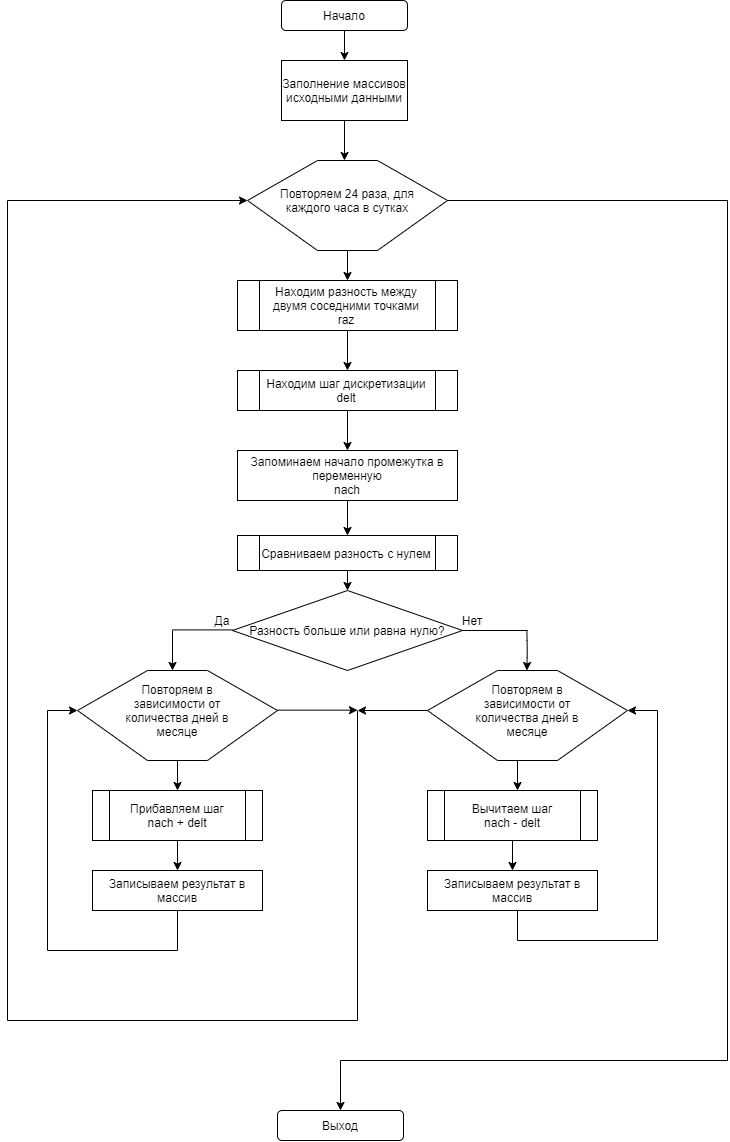 Начало
Заполнение массивов
исходными данными
Повторяем 24 раза, для
каждого часа в сутках
Находим разность между
двумя соседними точками
raz
Находим шаг дискретизации
delt
Запоминаем начало промежутка в
переменную
nach
Сравниваем разность с нулем
Да
Разность больше или равна нулю?
Нет
Повторяем в
зависимости от
количества дней в
месяце
Повторяем в
зависимости от
количества дней в
месяце
Прибавляем шаг
nach + delt
Вычитаем шаг
nach - delt
Записываем результат в
массив
Записываем результат в
массив
Выход